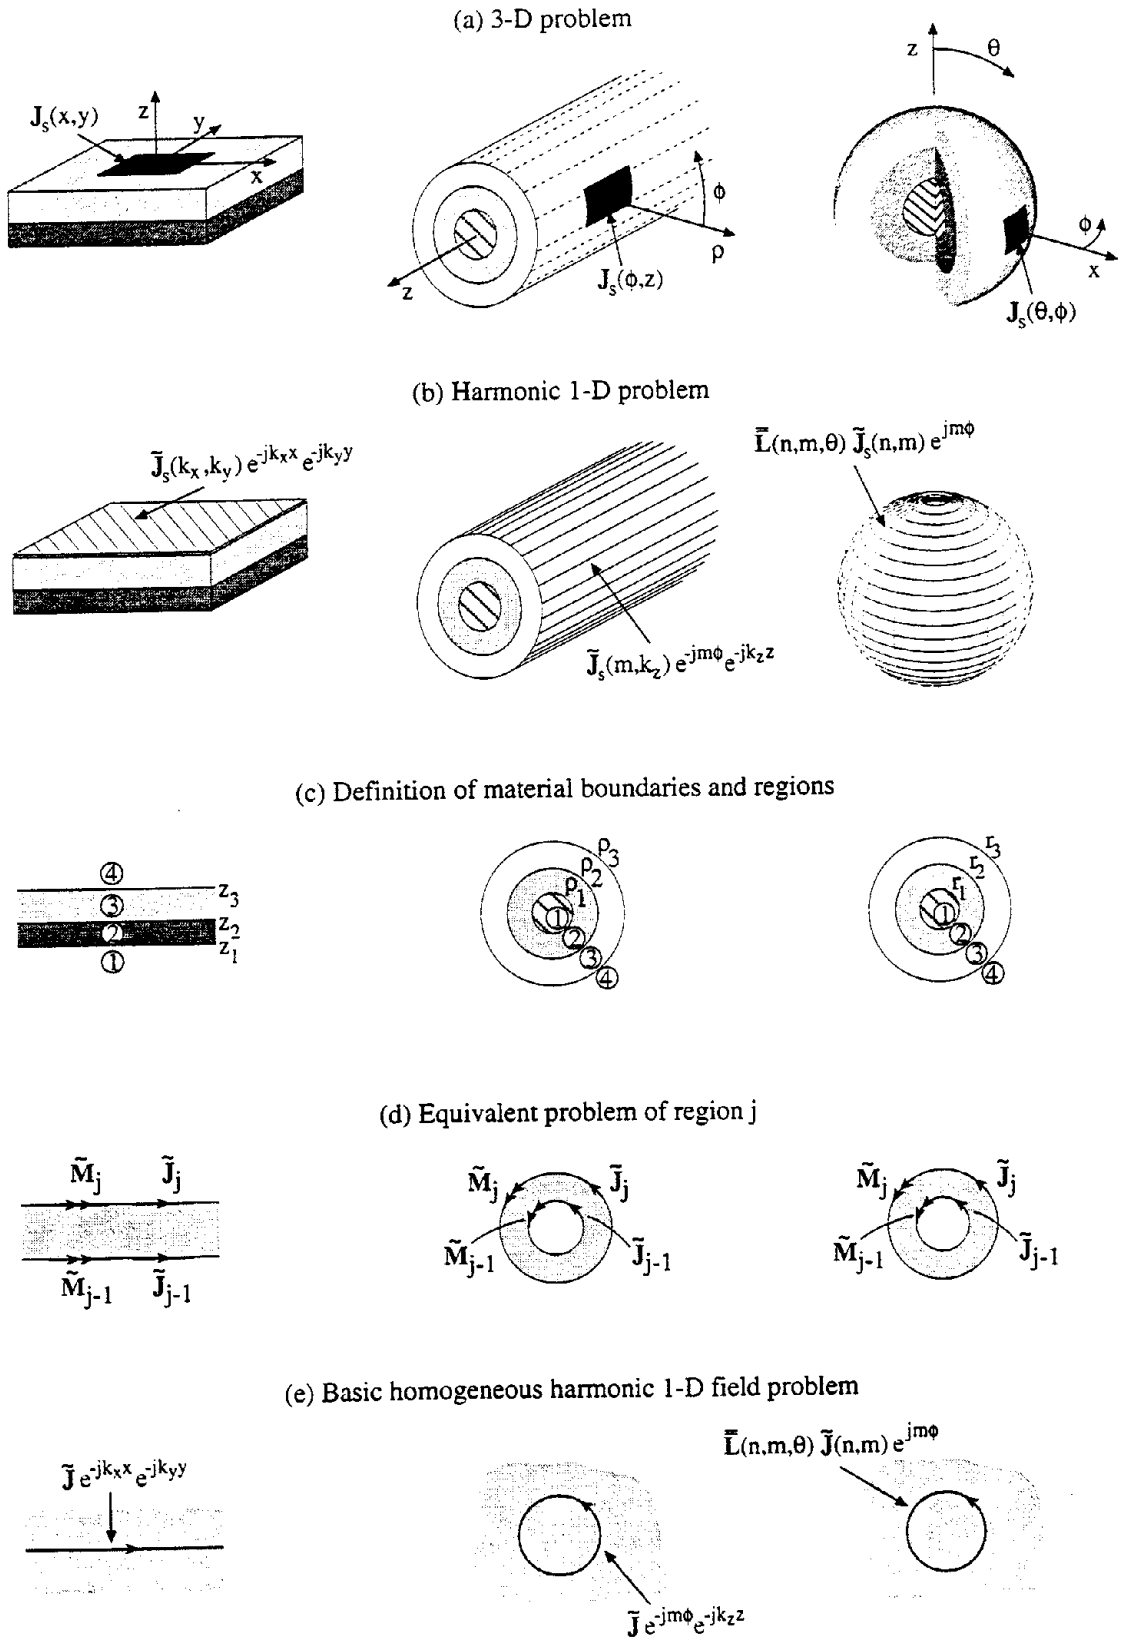 (a) 3-D problem
J_s(x,y)
z
y
x
z
ϕ
ρ
J_s(ϕ,z)
z
θ
ϕ
x
J_s(θ,ϕ)
(b) Harmonic 1-D problem
J̃_s(k_x,k_y) e^{-jk_x x} e^{-jk_y y}
J̃_s(m,k_z) e^{-jmϕ} e^{-jk_z z}
L̿(n,m,θ) J̃_s(n,m) e^{jmϕ}
(c) Definition of material boundaries and regions
④
③
②
①
z_3
z_2
z_1
ρ_3
ρ_2
ρ_1
①
②
③
④
r_3
r_2
r_1
①
②
③
④
(d) Equivalent problem of region j
M̃_j J̃_j
M̃_{j-1} J̃_{j-1}
M̃_j J̃_j
M̃_{j-1} J̃_{j-1}
M̃_j J̃_j
M̃_{j-1} J̃_{j-1}
(e) Basic homogeneous harmonic 1-D field problem
J̃ e^{-jk_x x} e^{-jk_y y}
J̃ e^{-jmϕ} e^{-jk_z z}
L̿(n,m,θ) J̃(n,m) e^{jmϕ}